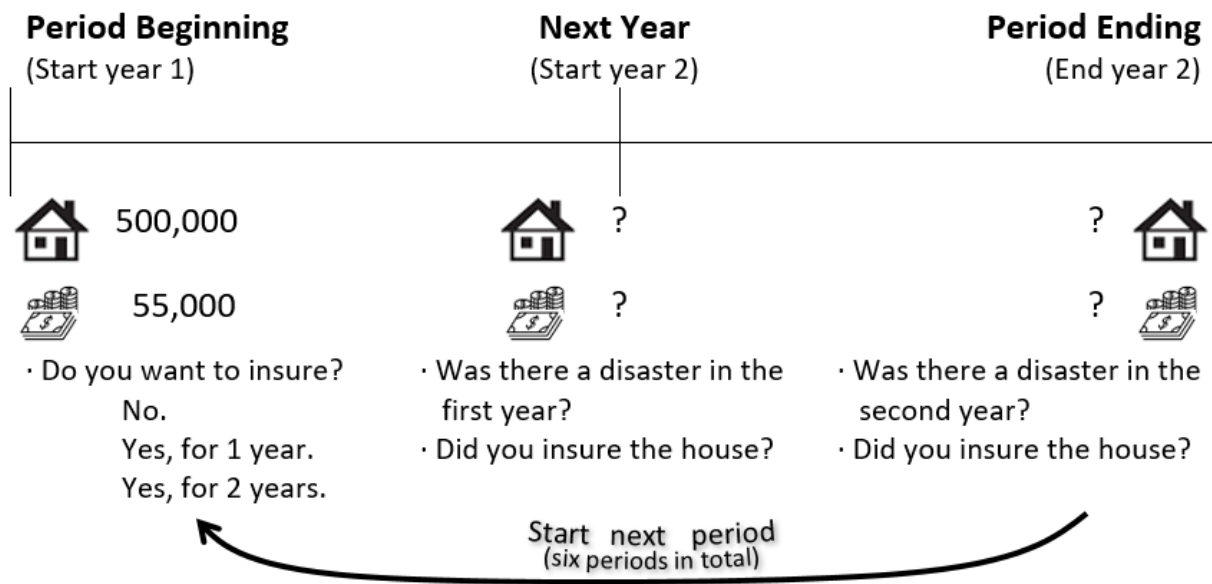 Period Beginning
(Start year 1)
Next Year
(Start year 2)
Period Ending
(End year 2)
500,000
?
?
55,000
?
?
· Do you want to insure?
No.
Yes, for 1 year.
Yes, for 2 years.
· Was there a disaster in the
first year?
· Did you insure the house?
· Was there a disaster in the
second year?
· Did you insure the house?
Start next period
(six periods in total)